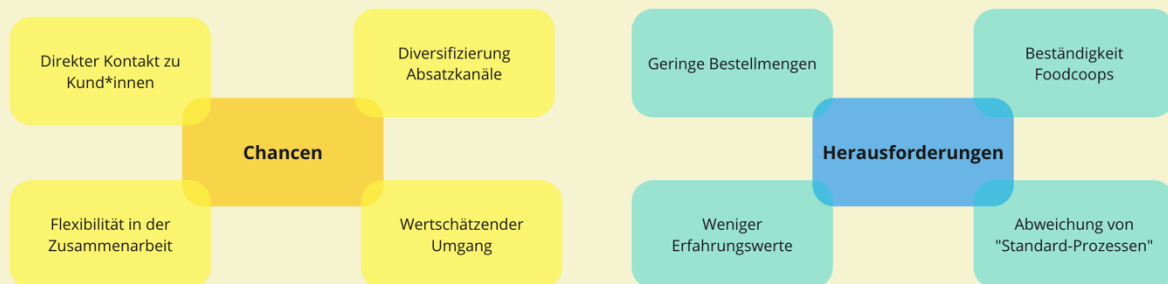 Direkter Kontakt zu
Kund*innen
Diversifizierung
Absatzkanäle
Chancen
Flexibilität in der
Zusammenarbeit
Wertschätzender
Umgang
Geringe Bestellmengen
Beständigkeit
Foodcoops
Herausforderungen
Weniger
Erfahrungswerte
Abweichung von
"Standard-Prozessen"